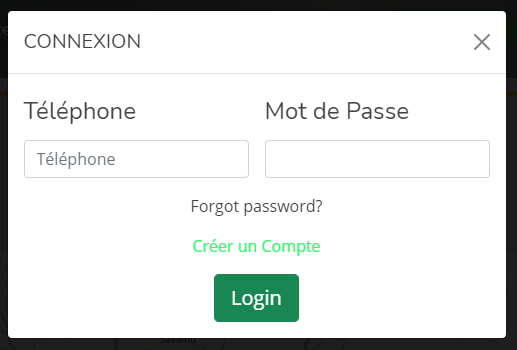 CONNEXION
Téléphone
Mot de Passe
Téléphone
Forgot password?
Créer un Compte
Login